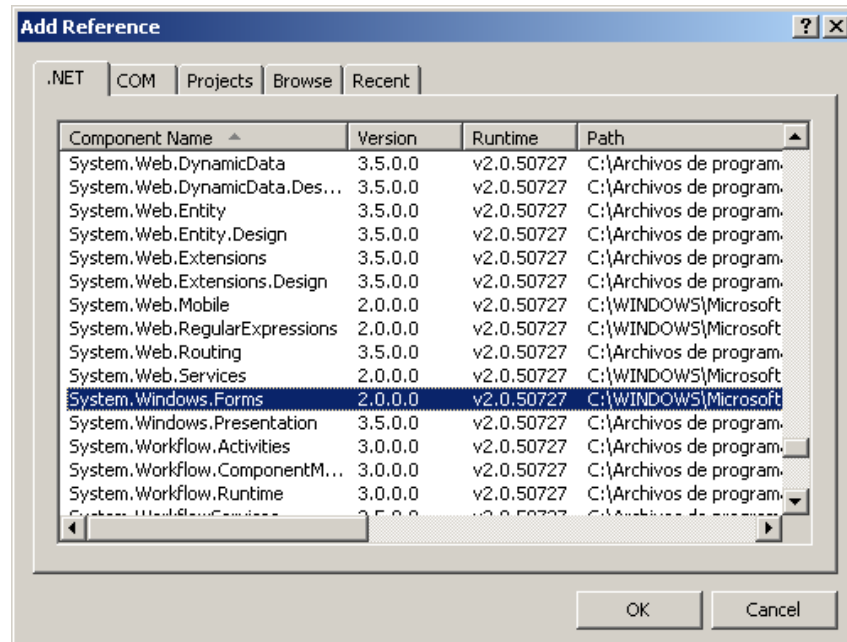 Add Reference
.NET COM Projects Browse Recent
Component Name Version Runtime Path
System.Web.DynamicData 3.5.0.0 v2.0.50727 C:\Archivos de program
System.Web.DynamicData.Des... 3.5.0.0 v2.0.50727 C:\Archivos de program
System.Web.Entity 3.5.0.0 v2.0.50727 C:\Archivos de program
System.Web.Entity.Design 3.5.0.0 v2.0.50727 C:\Archivos de program
System.Web.Extensions 3.5.0.0 v2.0.50727 C:\Archivos de program
System.Web.Extensions.Design 3.5.0.0 v2.0.50727 C:\Archivos de program
System.Web.Mobile 2.0.0.0 v2.0.50727 C:\WINDOWS\Microsoft
System.Web.RegularExpressions 2.0.0.0 v2.0.50727 C:\WINDOWS\Microsoft
System.Web.Routing 3.5.0.0 v2.0.50727 C:\Archivos de program
System.Web.Services 2.0.0.0 v2.0.50727 C:\WINDOWS\Microsoft
System.Windows.Forms 2.0.0.0 v2.0.50727 C:\WINDOWS\Microsoft
System.Windows.Presentation 3.5.0.0 v2.0.50727 C:\Archivos de program
System.Workflow.Activities 3.0.0.0 v2.0.50727 C:\Archivos de program
System.Workflow.ComponentM... 3.0.0.0 v2.0.50727 C:\Archivos de program
System.Workflow.Runtime 3.0.0.0 v2.0.50727 C:\Archivos de program
OK Cancel